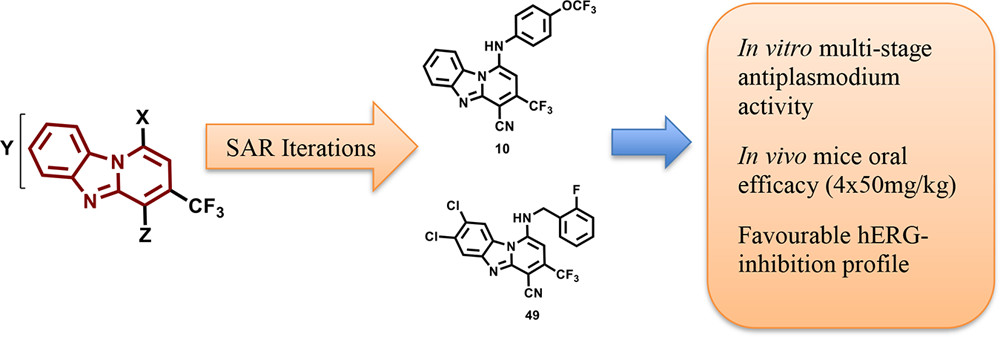 Y
X
N
N
CF3
Z
SAR Iterations
OCF3
HN
N
N
CF3
CN
10
F
HN
Cl
Cl
N
N
CF3
CN
49
In vitro multi-stage
antiplasmodium
activity
In vivo mice oral
efficacy (4x50mg/kg)
Favourable hERG-
inhibition profile